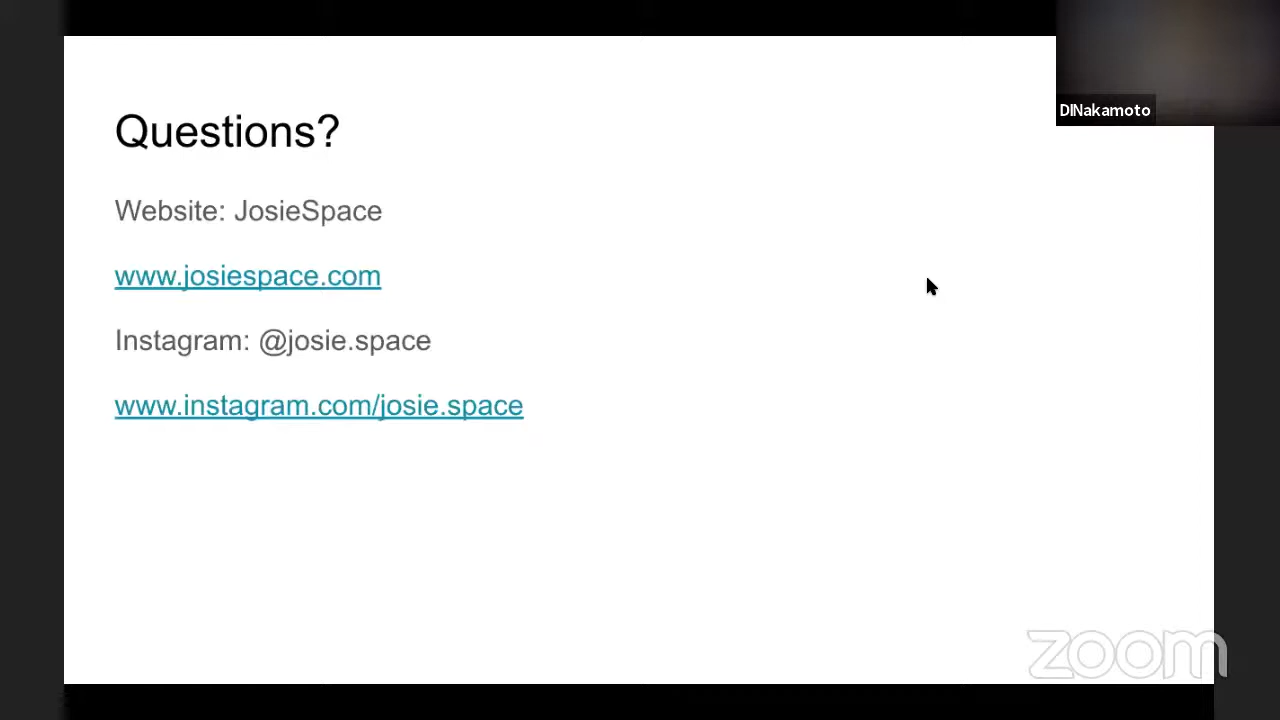 DINakamoto
Questions?
Website: JosieSpace
www.josiespace.com
Instagram: @josie.space
www.instagram.com/josie.space
zoom